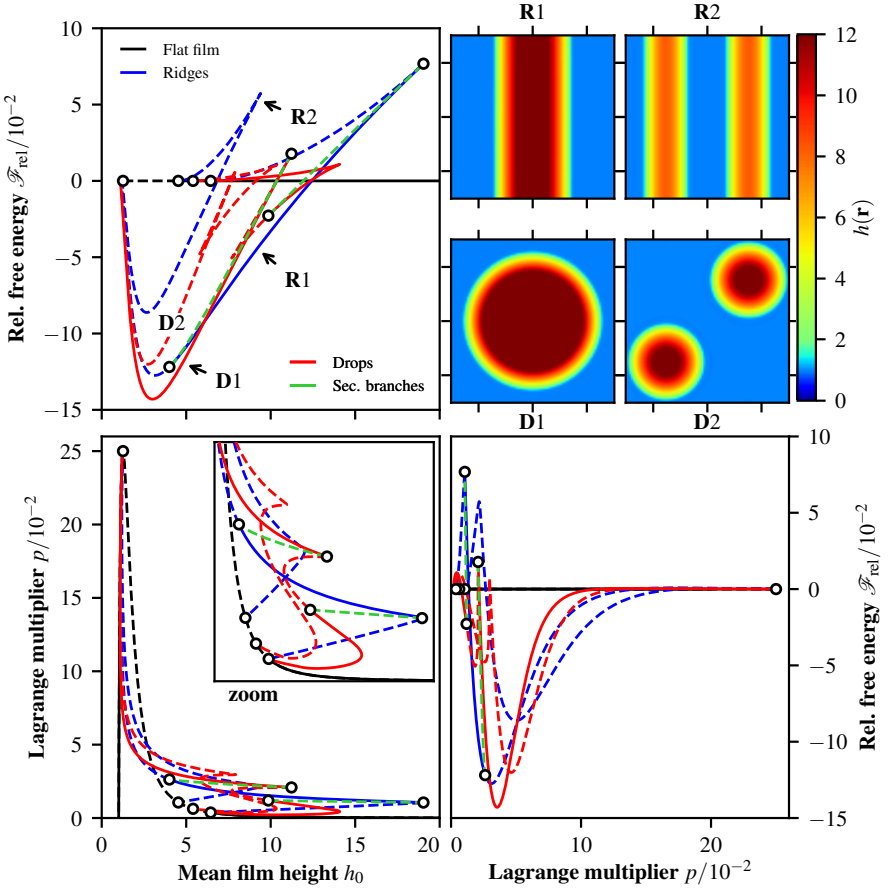 R1
R2
10
5
0
−5
−10
−15
Rel. free energy ℱrel/10−2
Flat film
Ridges
R2
R1
D2
D1
Drops
Sec. branches
12
10
8
6
4
2
0
h(r)
D1
D2
25
20
15
10
5
0
Lagrange multiplier p/10−2
zoom
0
5
10
15
20
Mean film height h0
10
5
0
−5
−10
−15
Rel. free energy ℱrel/10−2
0
10
20
Lagrange multiplier p/10−2